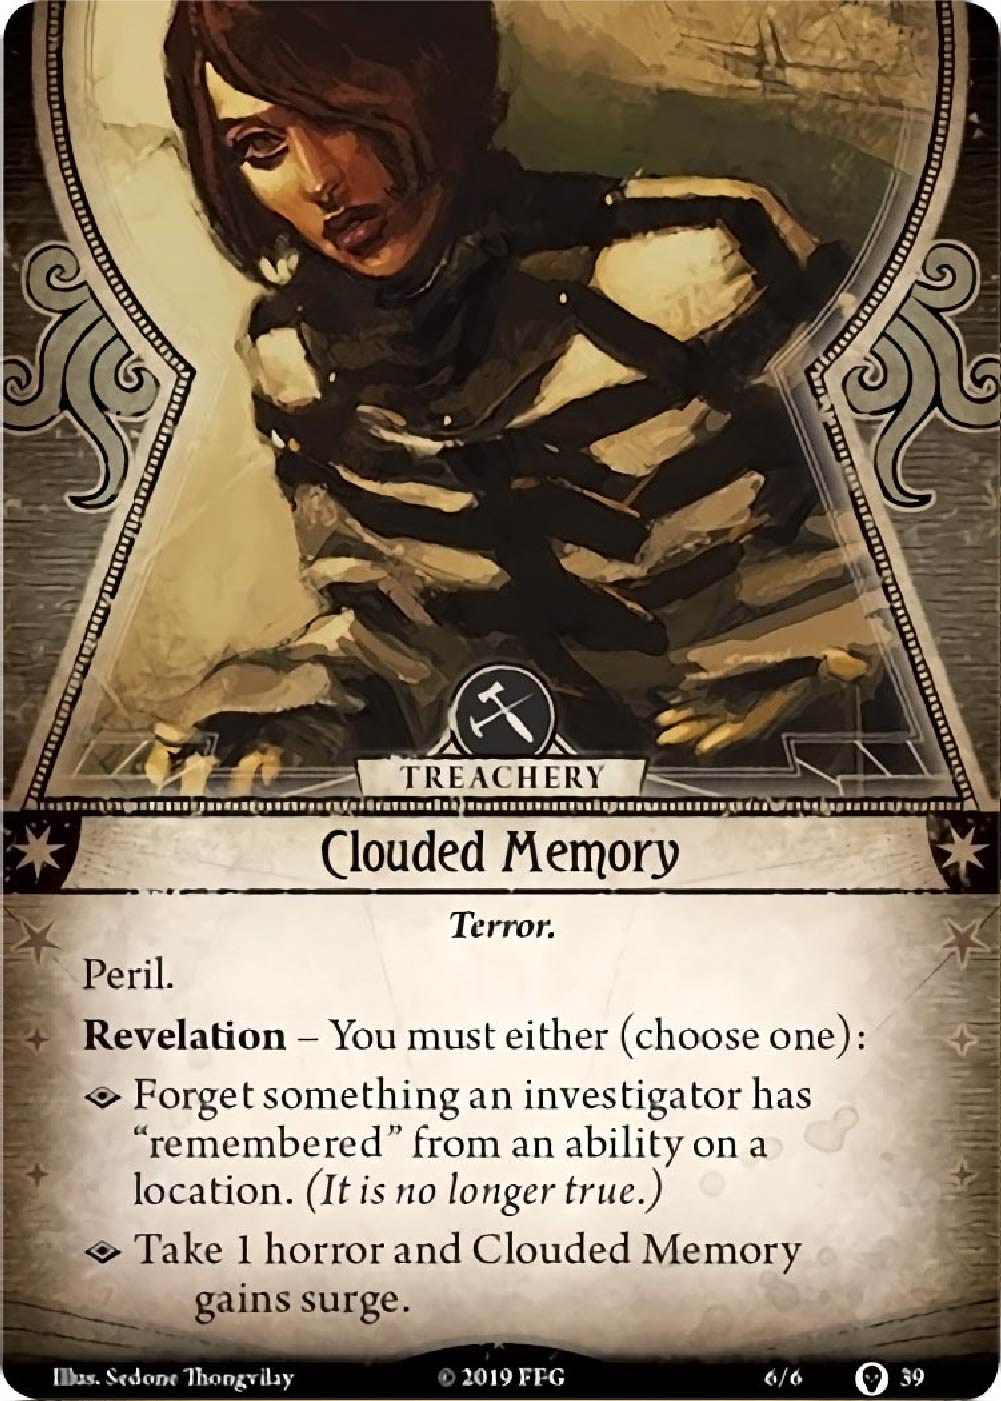 TREACHERY
Clouded Memory
Terror.
Peril.
Revelation – You must either (choose one):
Forget something an investigator has
“remembered” from an ability on a
location. (It is no longer true.)
Take 1 horror and Clouded Memory
gains surge.
Illus. Sedone Thongvilay © 2019 FFG 6/6 39